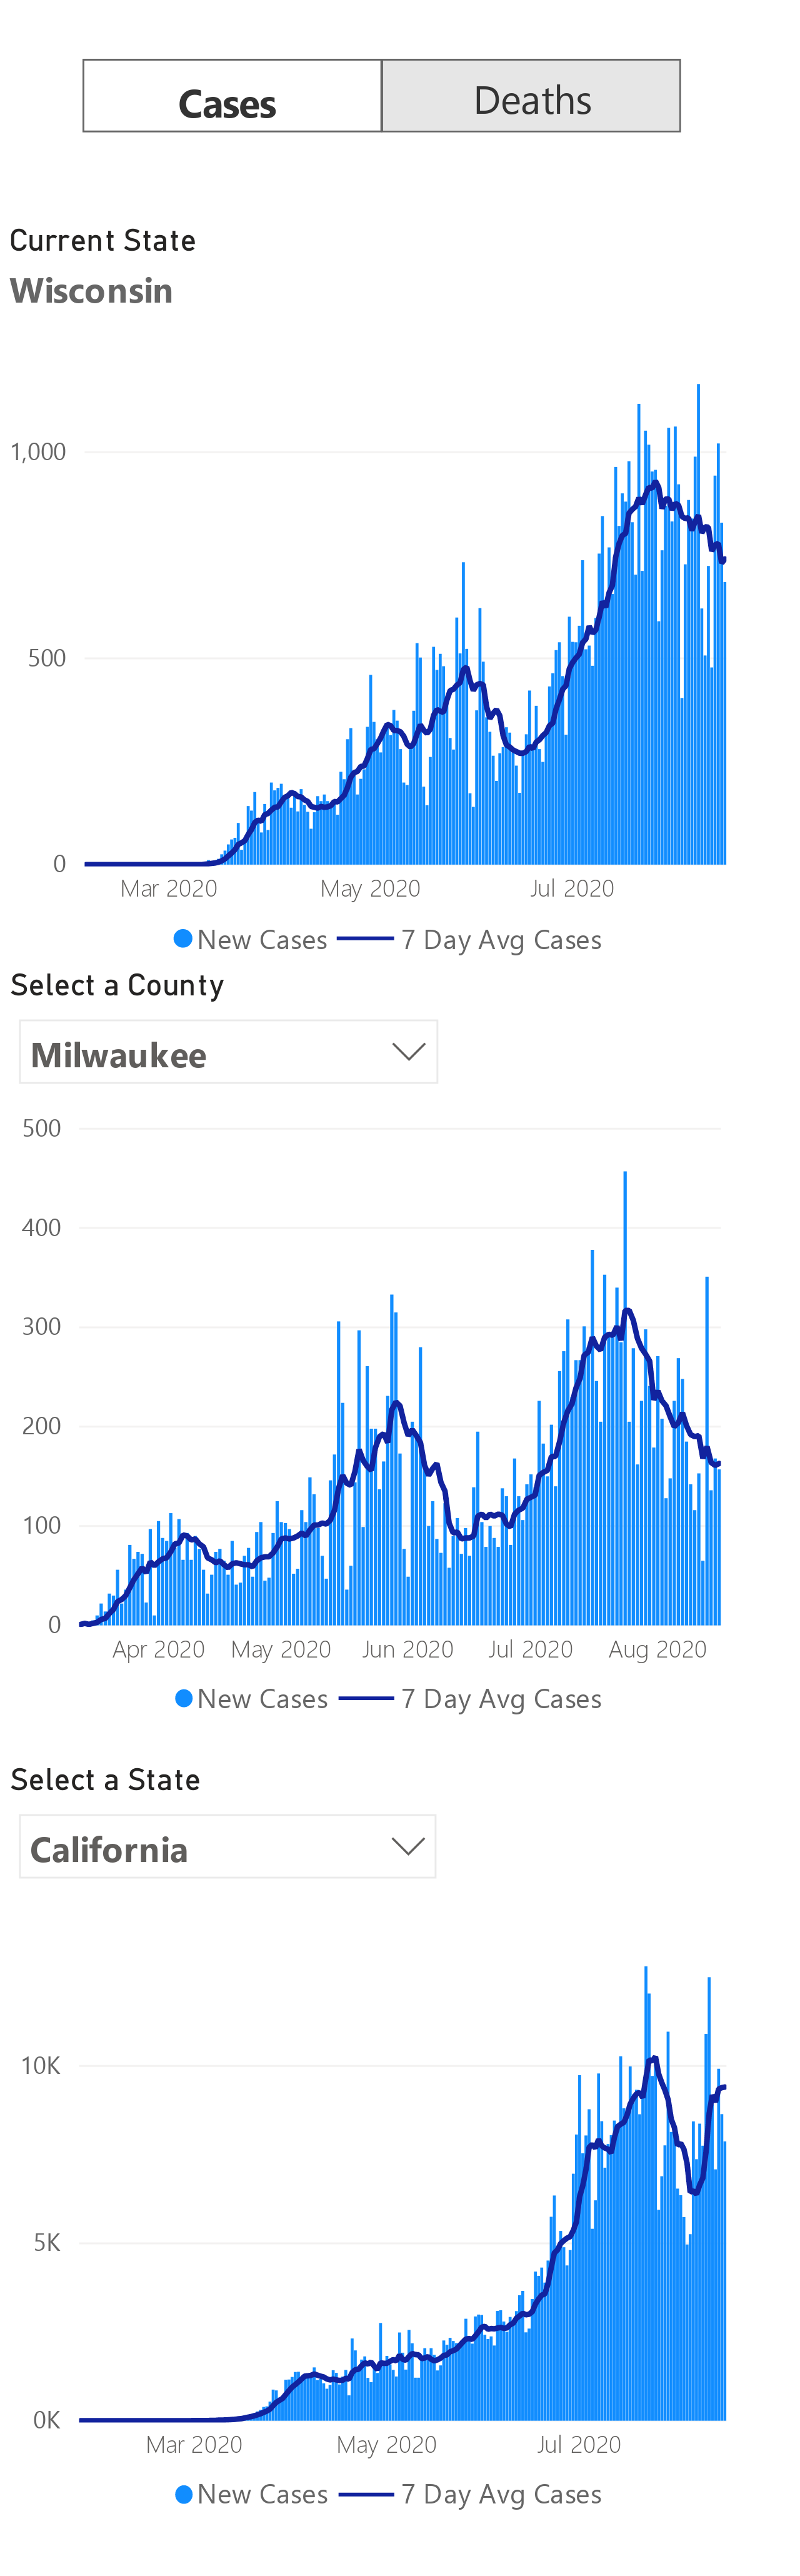 Cases Deaths
Current State
Wisconsin
1,000
500
0
Mar 2020 May 2020 Jul 2020
New Cases 7 Day Avg Cases
Select a County
Milwaukee
500
400
300
200
100
0
Apr 2020 May 2020 Jun 2020 Jul 2020 Aug 2020
New Cases 7 Day Avg Cases
Select a State
California
10K
5K
0K
Mar 2020 May 2020 Jul 2020
New Cases 7 Day Avg Cases